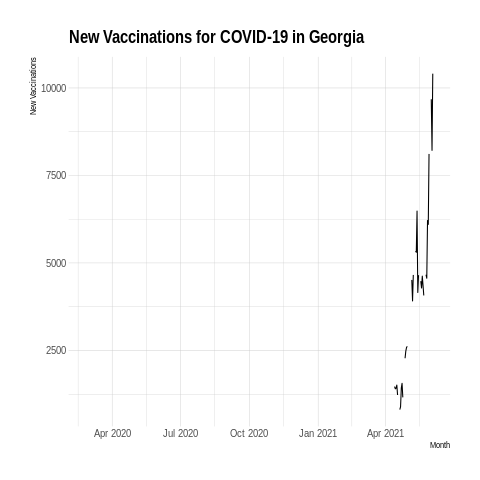 New Vaccinations for COVID-19 in Georgia
New Vaccinations
10000
7500
5000
2500
Apr 2020 Jul 2020 Oct 2020 Jan 2021 Apr 2021
Month